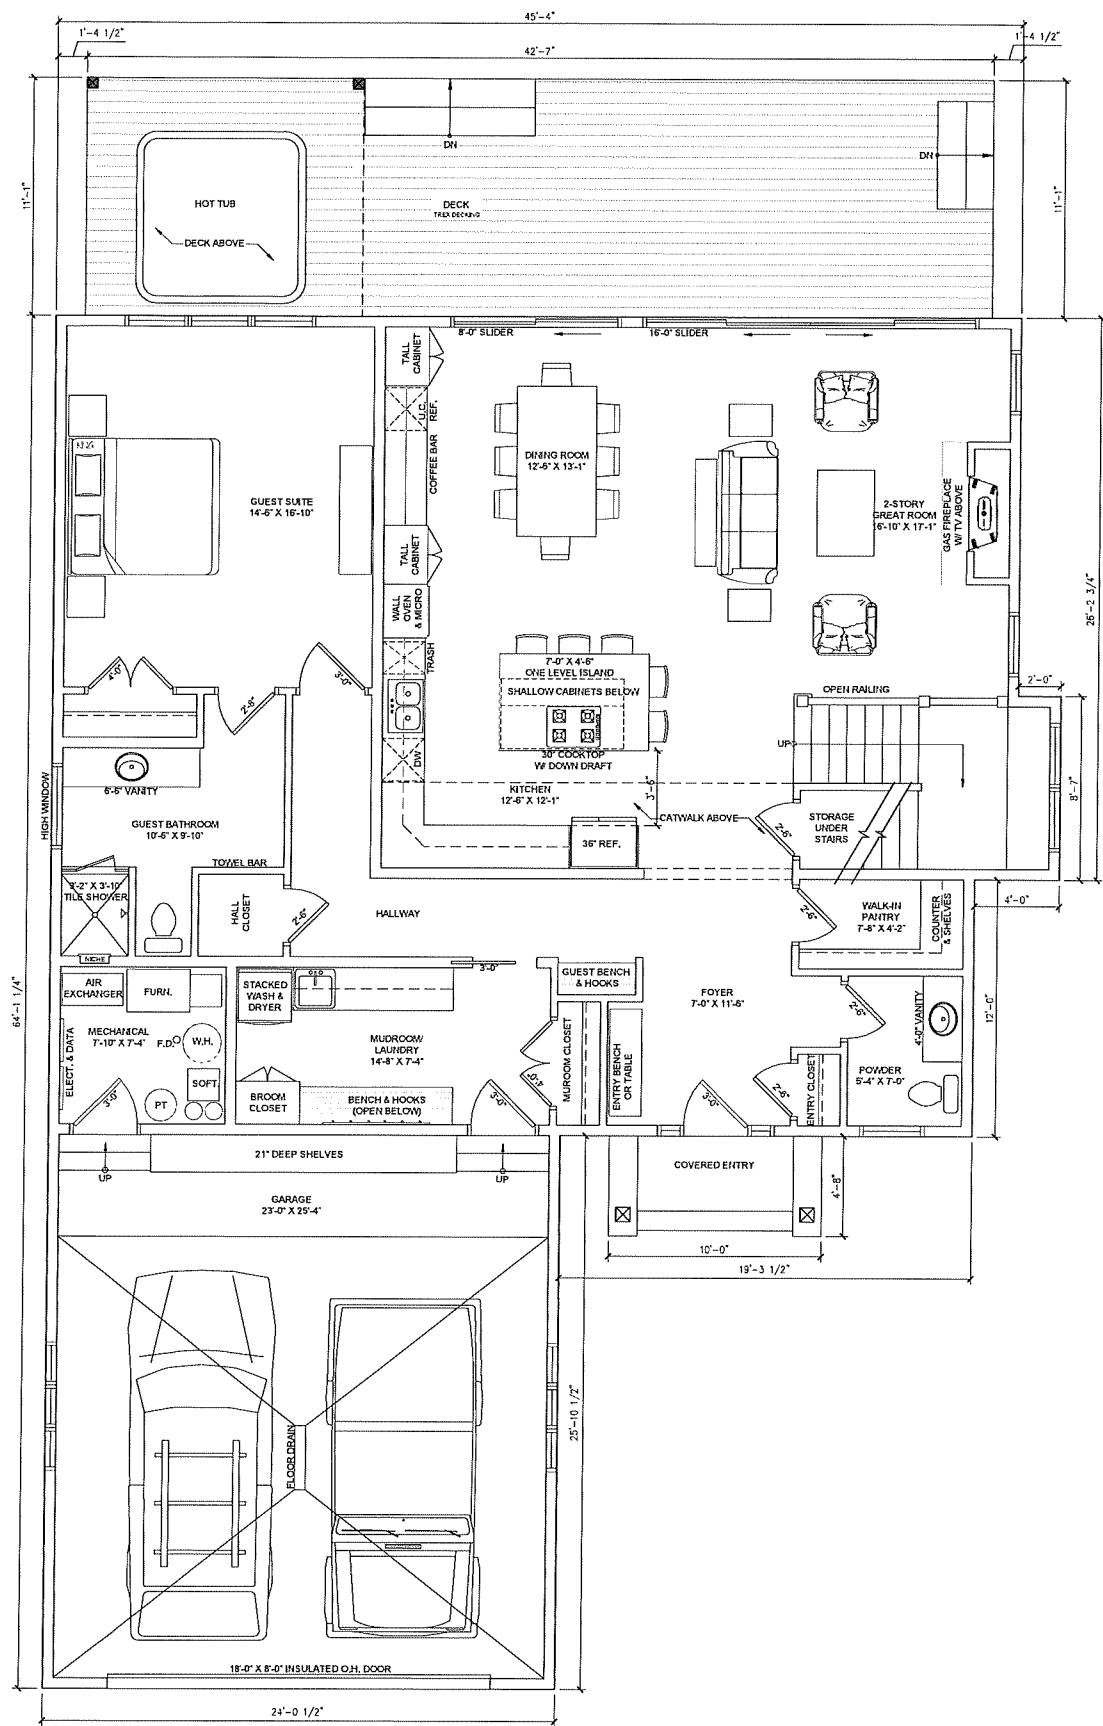 45'-4"
1'-4 1/2"
42'-7"
1'-4 1/2"
11'-1"
DN
DN
HOT TUB
DECK
TREX DECKING
DECK ABOVE
11'-1"
8'-0" SLIDER
16'-0" SLIDER
TALL
CABINET
U.C.
REF.
COFFEE BAR
DINING ROOM
12'-6" X 13'-1"
GUEST SUITE
14'-6" X 16'-10"
2-STORY
GREAT ROOM
6'-10" X 17'-1"
GAS FIREPLACE
W/ TV ABOVE
TALL
CABINET
WALL
OVEN
& MICRO
26'-2 3/4"
TRASH
7'-0" X 4'-6"
ONE LEVEL ISLAND
SHALLOW CABINETS BELOW
4'-0"
3'-0"
2'-8"
OPEN RAILING
2'-0"
UP
DW
30" COOKTOP
W/ DOWN DRAFT
KITCHEN
12'-6" X 12'-1"
3'-6"
8'-7"
6'-6" VANITY
HIGH WINDOW
GUEST BATHROOM
10'-6" X 9'-10"
CATWALK ABOVE
2'-6"
STORAGE
UNDER
STAIRS
36" REF.
TOWEL BAR
3'-2" X 3'-10"
TILE SHOWER
HALL
CLOSET
2'-6"
HALLWAY
2'-6"
WALK-IN
PANTRY
7'-8" X 4'-2"
COUNTER
& SHELVES
4'-0"
NICHE
3'-0"
AIR
EXCHANGER
FURN.
STACKED
WASH &
DRYER
GUEST BENCH
& HOOKS
FOYER
7'-0" X 11'-6"
2'-6"
4'-0" VANITY
12'-0"
64'-1 1/4"
MECHANICAL
7'-10" X 7'-4"
F.D.
W.H.
ELECT. & DATA
MUDROOM/
LAUNDRY
14'-8" X 7'-4"
MUROOM CLOSET
ENTRY BENCH
OR TABLE
POWDER
5'-4" X 7'-0"
SOFT.
PT
3'-0"
BROOM
CLOSET
BENCH & HOOKS
(OPEN BELOW)
3'-0"
4'-0"
3'-0"
2'-6"
ENTRY CLOSET
21" DEEP SHELVES
UP
UP
COVERED ENTRY
4'-8"
GARAGE
23'-0" X 25'-4"
10'-0"
19'-3 1/2"
25'-10 1/2"
FLOOR DRAIN
18'-0" X 8'-0" INSULATED O.H. DOOR
24'-0 1/2"